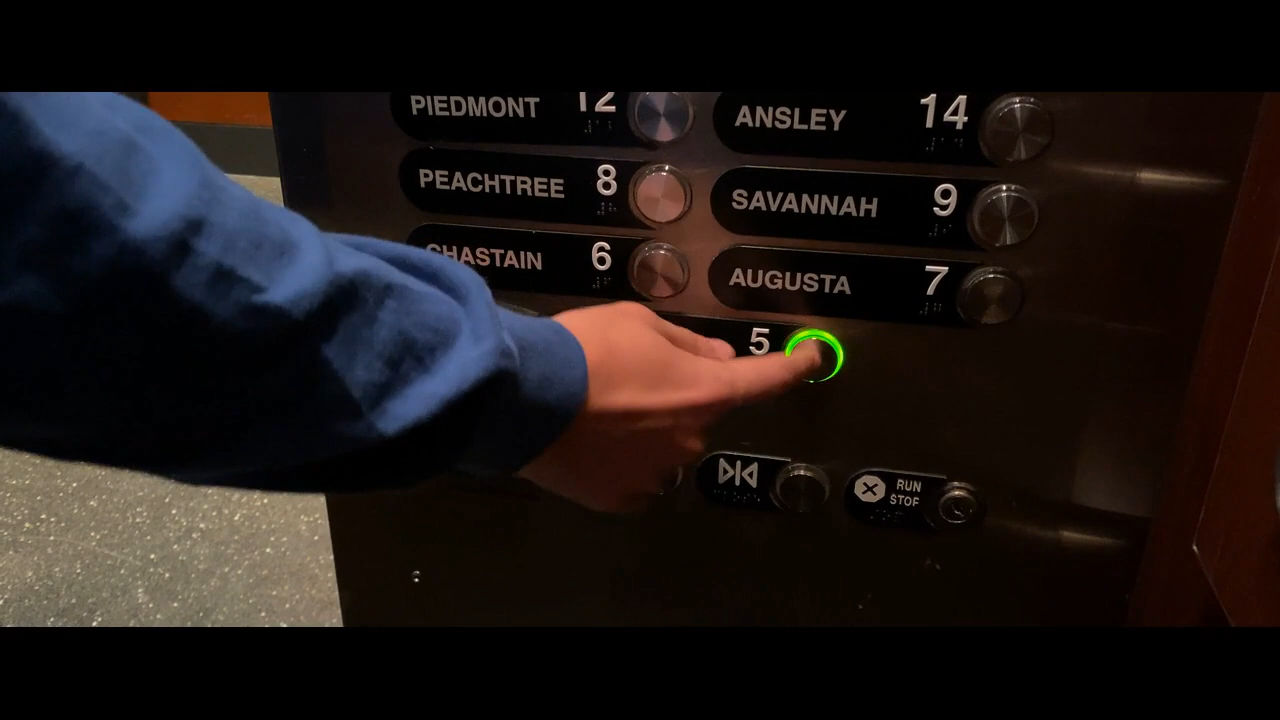 PIEDMONT 12
ANSLEY 14
PEACHTREE 8
SAVANNAH 9
CHASTAIN 6
AUGUSTA 7
5
RUN
STOP